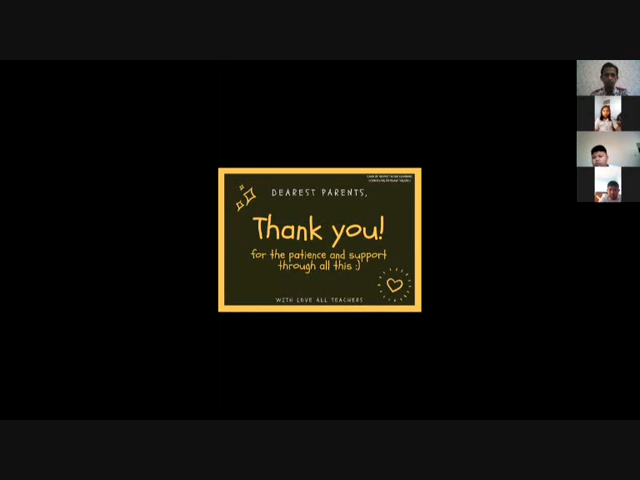 DEAREST PARENTS,
Thank you!
for the patience and support
through all this :)
WITH LOVE ALL TEACHERS